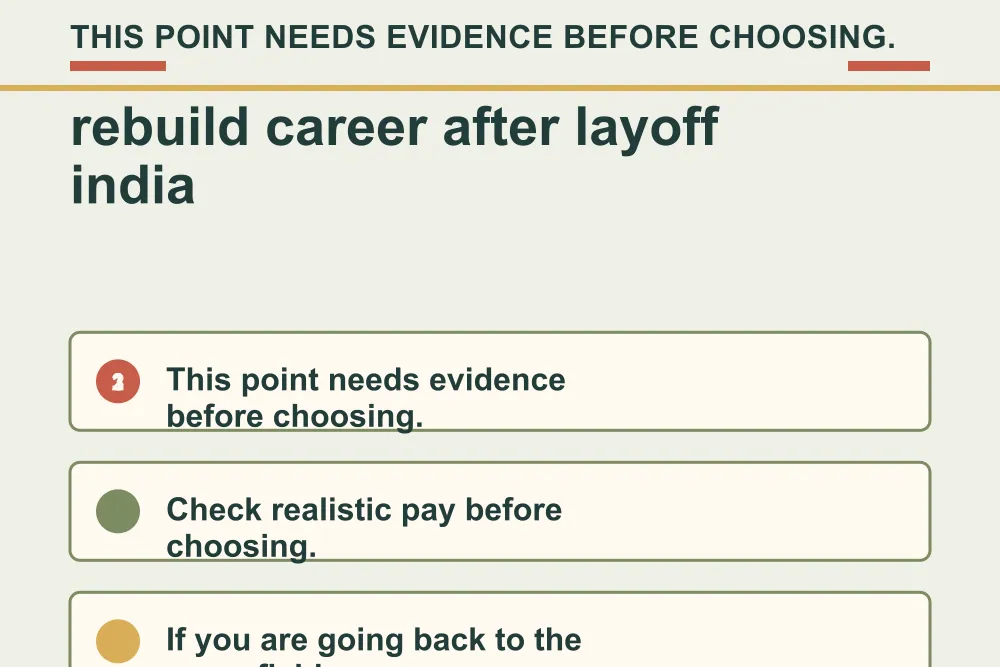 THIS POINT NEEDS EVIDENCE BEFORE CHOOSING.
rebuild career after layoff
india
This point needs evidence
before choosing.
Check realistic pay before
choosing.
If you are going back to the